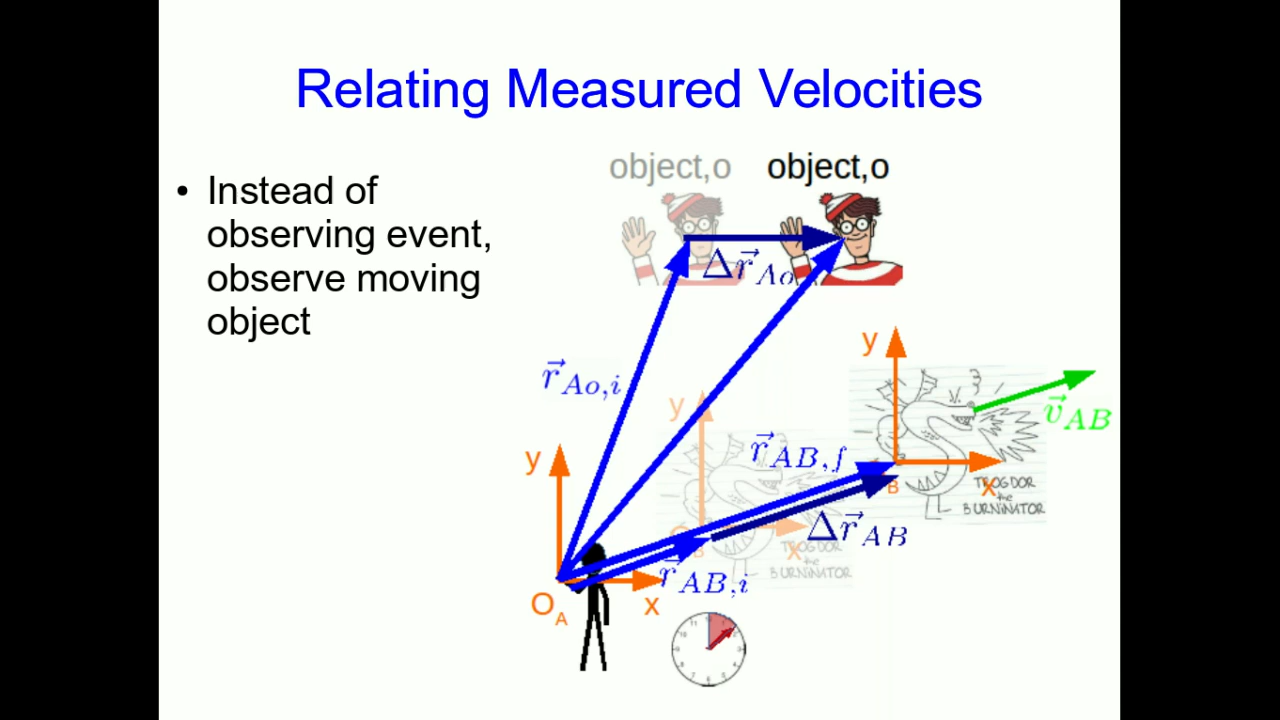 Relating Measured Velocities
• Instead of
observing event,
observe moving
object
object,o
object,o
Δr⃗Ao
r⃗Ao,i
y
v⃗AB
y
r⃗AB,f
y
B
x
TROGDOR
the
BURNINATOR
Δr⃗AB
B
x
TROGDOR
the
BURNINATOR
r⃗AB,i
OA
x